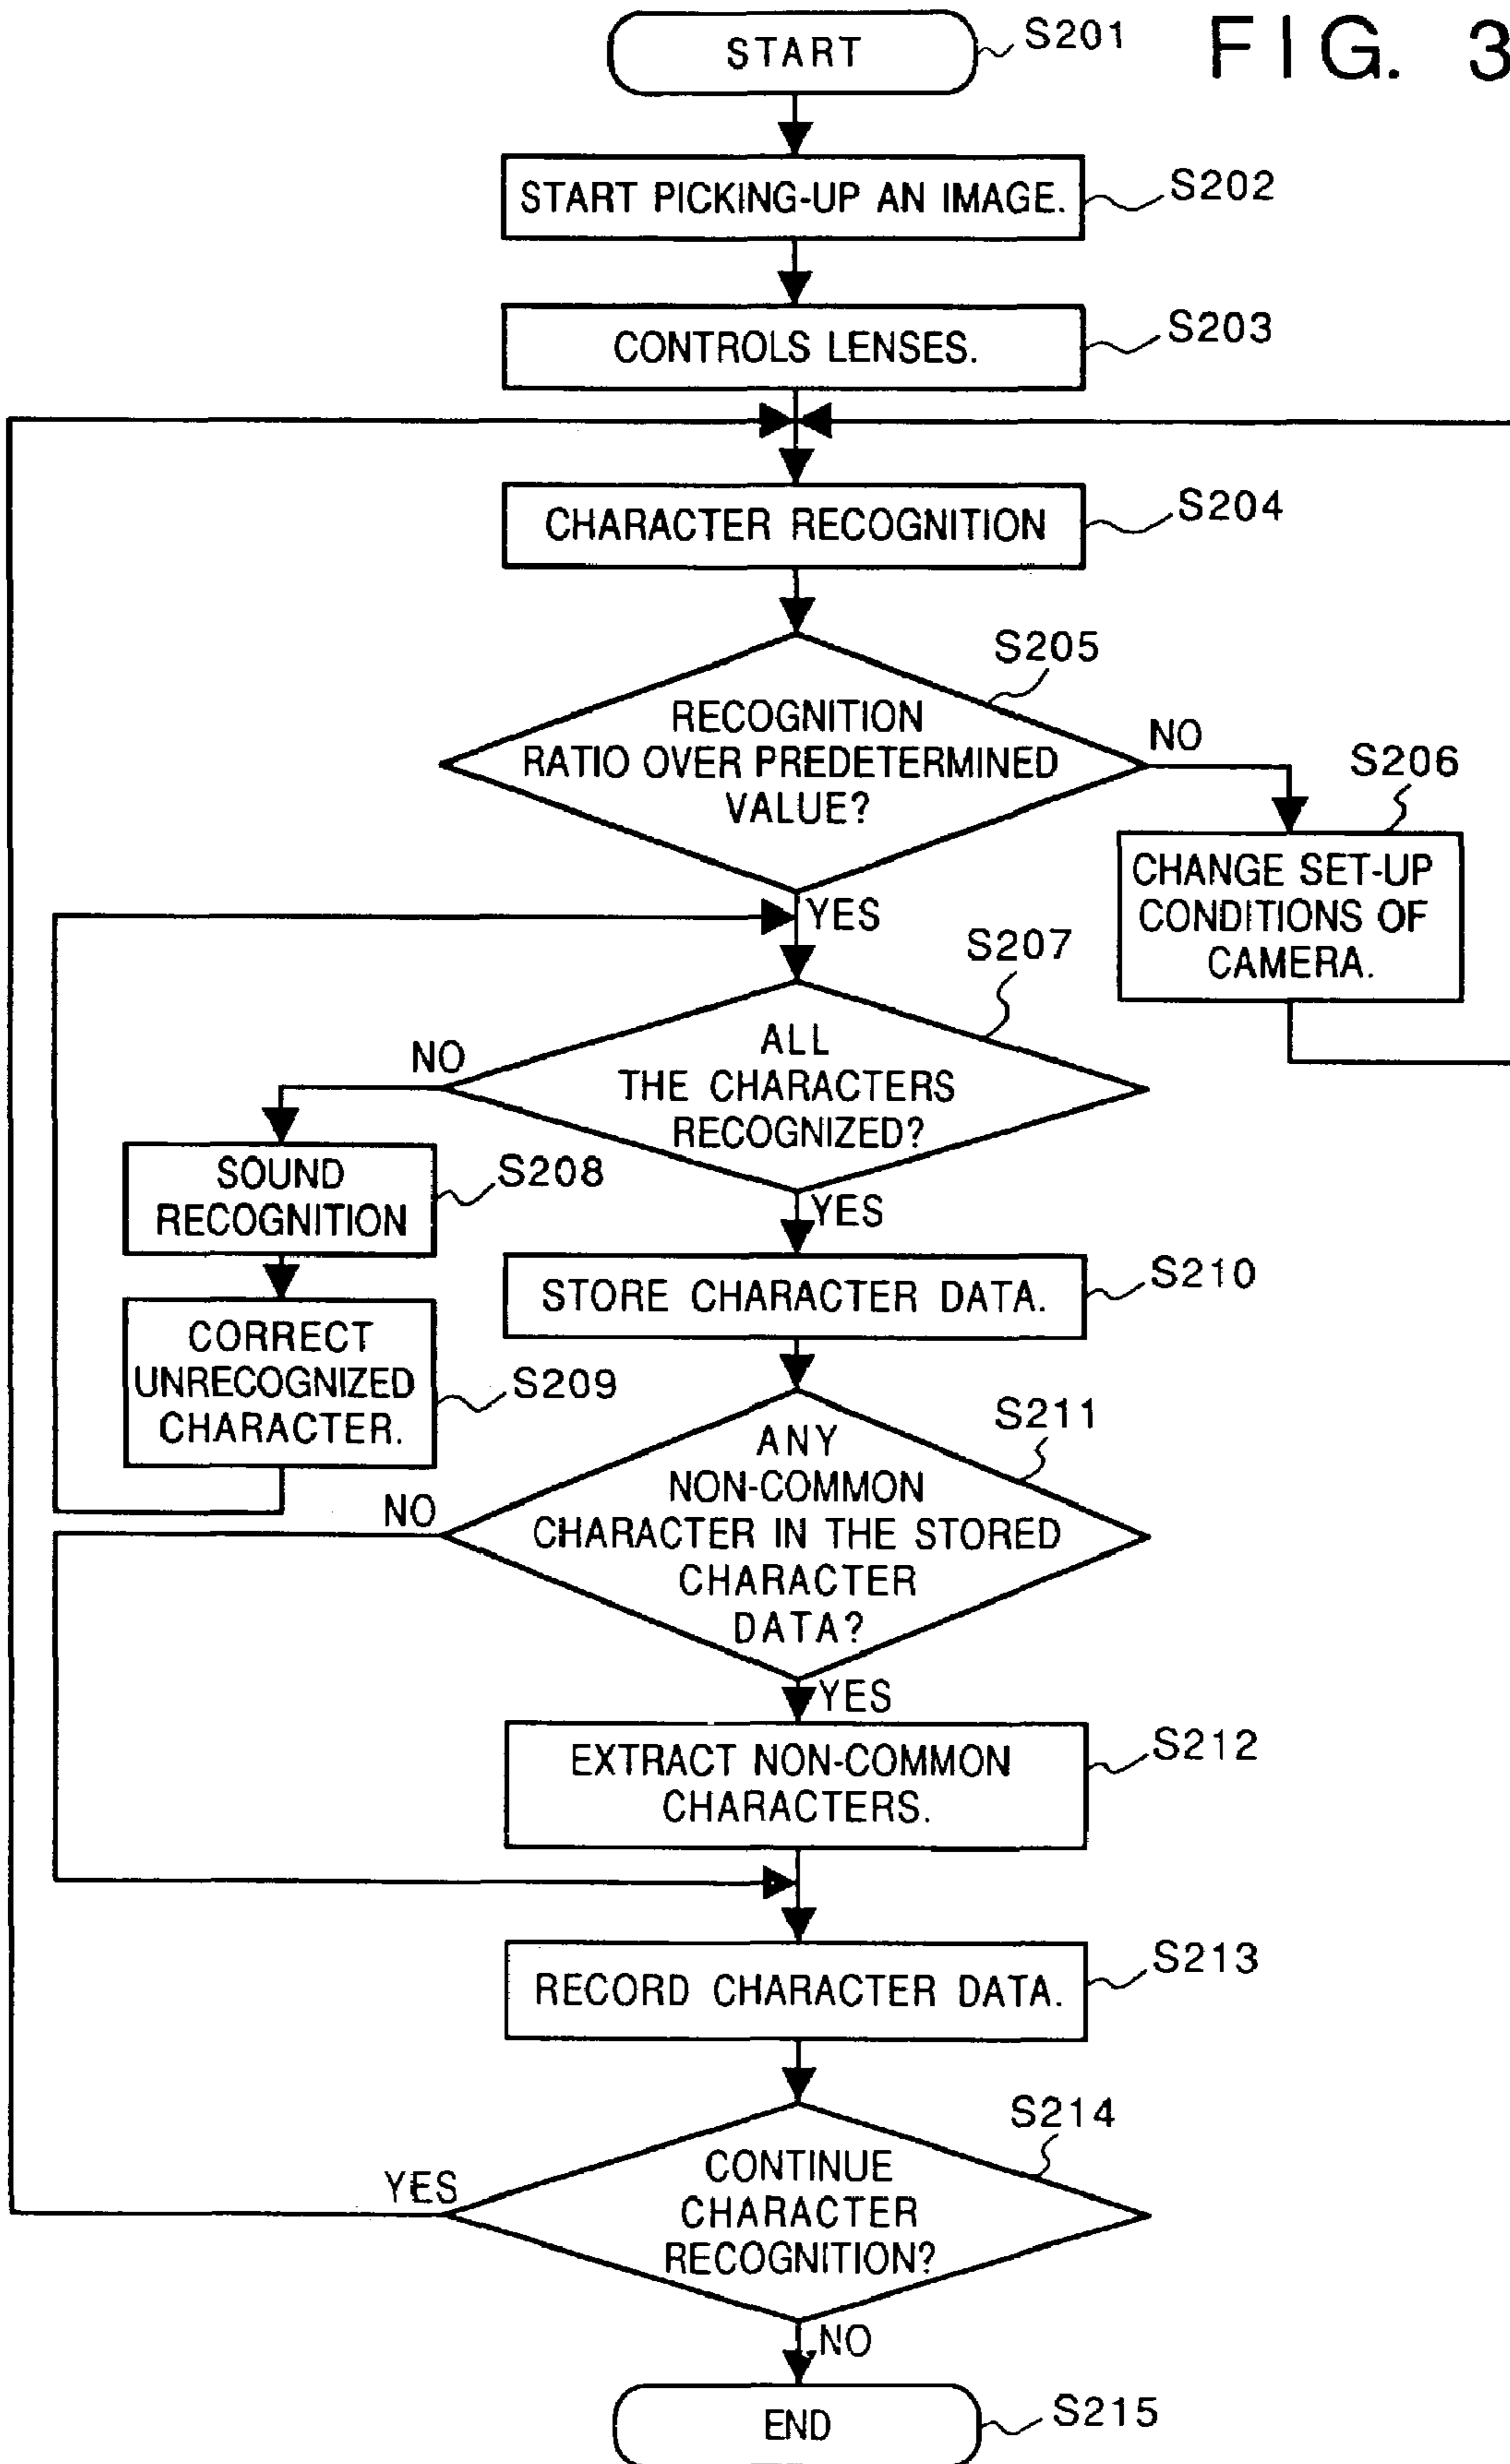 FIG. 3
START
S201
START PICKING-UP AN IMAGE.
S202
CONTROLS LENSES.
S203
CHARACTER RECOGNITION
S204
S205
RECOGNITION
RATIO OVER PREDETERMINED
VALUE?
NO
YES
S206
CHANGE SET-UP
CONDITIONS OF
CAMERA.
S207
ALL
THE CHARACTERS
RECOGNIZED?
NO
YES
SOUND
RECOGNITION
S208
CORRECT
UNRECOGNIZED
CHARACTER.
S209
STORE CHARACTER DATA.
S210
S211
ANY
NON-COMMON
CHARACTER IN THE STORED
CHARACTER
DATA?
NO
YES
EXTRACT NON-COMMON
CHARACTERS.
S212
RECORD CHARACTER DATA.
S213
S214
CONTINUE
CHARACTER
RECOGNITION?
YES
NO
END
S215